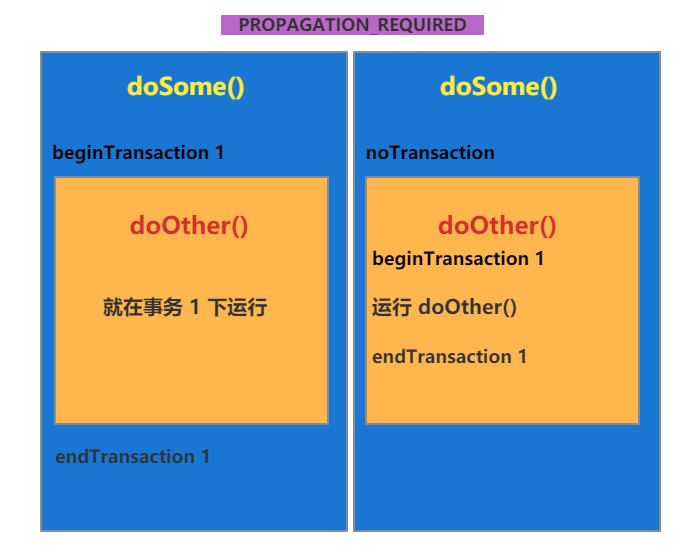 PROPAGATION_REQUIRED
doSome()
beginTransaction 1
doOther()
就在事务 1 下运行
endTransaction 1
doSome()
noTransaction
doOther()
beginTransaction 1
运行 doOther()
endTransaction 1